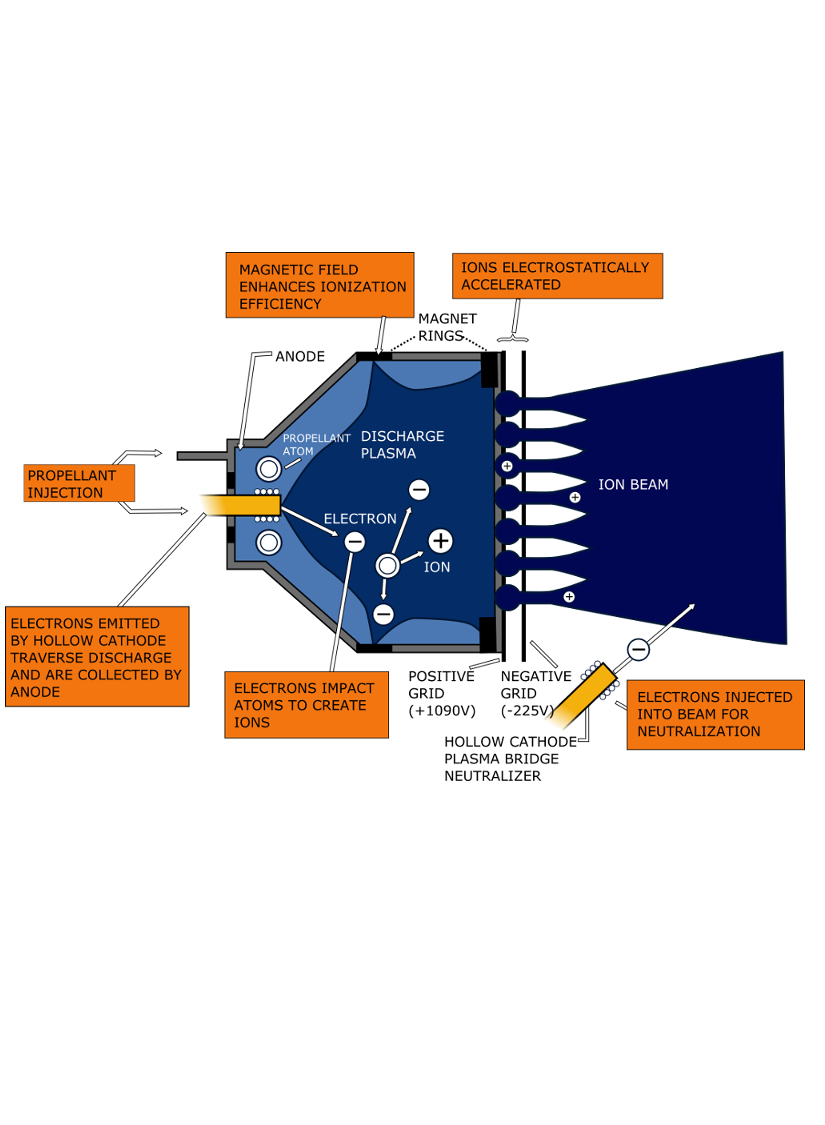 MAGNETIC FIELD
ENHANCES IONIZATION
EFFICIENCY
IONS ELECTROSTATICALLY
ACCELERATED
MAGNET
RINGS
ANODE
PROPELLANT
ATOM
DISCHARGE
PLASMA
PROPELLANT
INJECTION
ION BEAM
ELECTRON
ION
ELECTRONS EMITTED
BY HOLLOW CATHODE
TRAVERSE DISCHARGE
AND ARE COLLECTED BY
ANODE
ELECTRONS IMPACT
ATOMS TO CREATE
IONS
POSITIVE
GRID
(+1090V)
NEGATIVE
GRID
(-225V)
ELECTRONS INJECTED
INTO BEAM FOR
NEUTRALIZATION
HOLLOW CATHODE
PLASMA BRIDGE
NEUTRALIZER